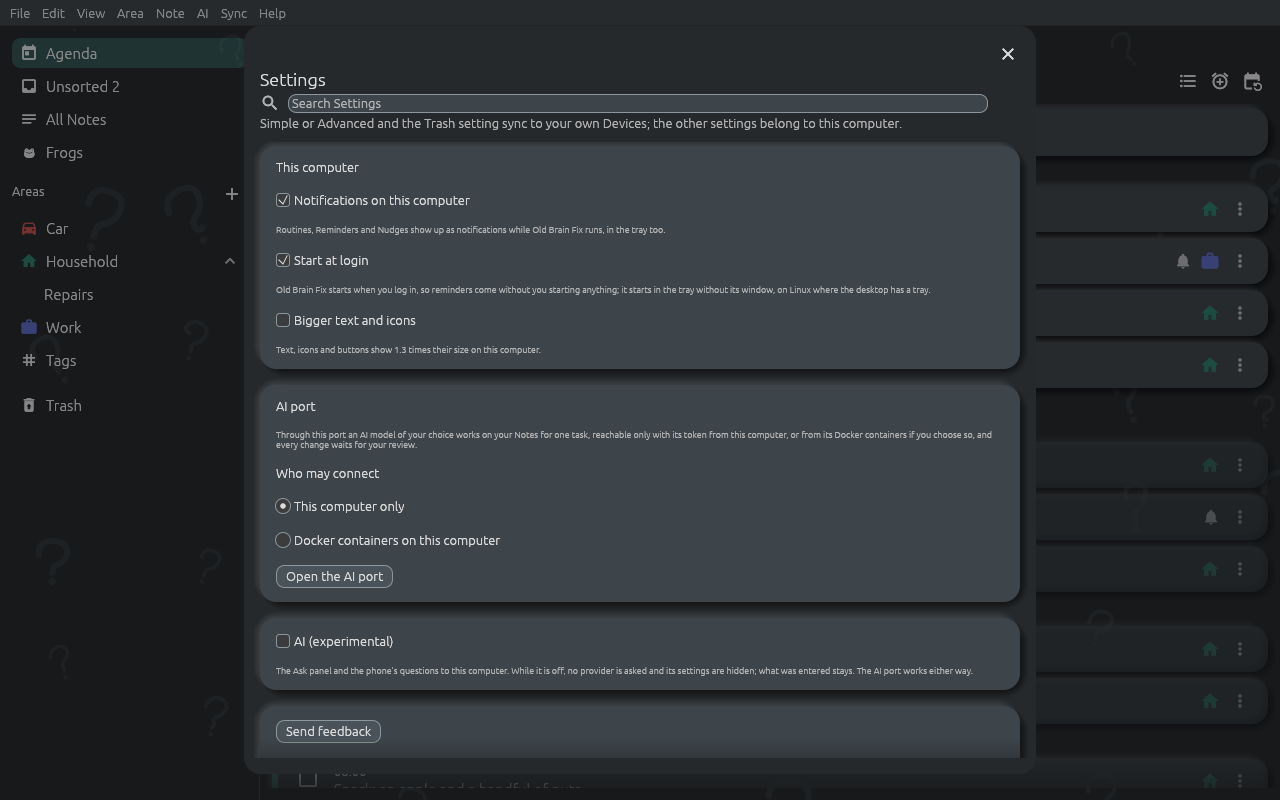 File Edit View Area Note AI Sync Help
Agenda
Unsorted 2
All Notes
Frogs
Areas
Car
Household
Repairs
Work
Tags
Trash
Settings
Search Settings
Simple or Advanced and the Trash setting sync to your own Devices; the other settings belong to this computer.
This computer
Notifications on this computer
Routines, Reminders and Nudges show up as notifications while Old Brain Fix runs, in the tray too.
Start at login
Old Brain Fix starts when you log in, so reminders come without you starting anything; it starts in the tray without its window, on Linux where the desktop has a tray.
Bigger text and icons
Text, icons and buttons show 1.3 times their size on this computer.
AI port
Through this port an AI model of your choice works on your Notes for one task, reachable only with its token from this computer, or from its Docker containers if you choose so, and
every change waits for your review.
Who may connect
This computer only
Docker containers on this computer
Open the AI port
AI (experimental)
The Ask panel and the phone's questions to this computer. While it is off, no provider is asked and its settings are hidden; what was entered stays. The AI port works either way.
Send feedback